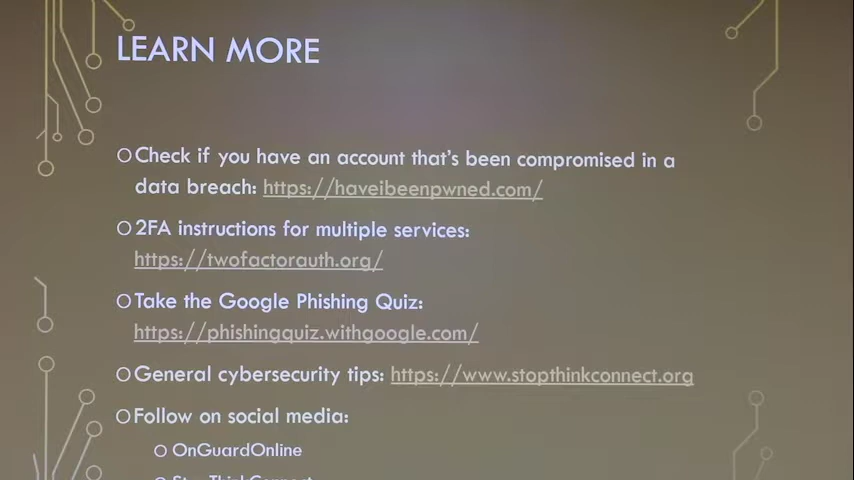 LEARN MORE
Check if you have an account that's been compromised in a
data breach: https://haveibeenpwned.com/
2FA instructions for multiple services:
https://twofactorauth.org/
Take the Google Phishing Quiz:
https://phishingquiz.withgoogle.com/
General cybersecurity tips: https://www.stopthinkconnect.org
Follow on social media:
OnGuardOnline